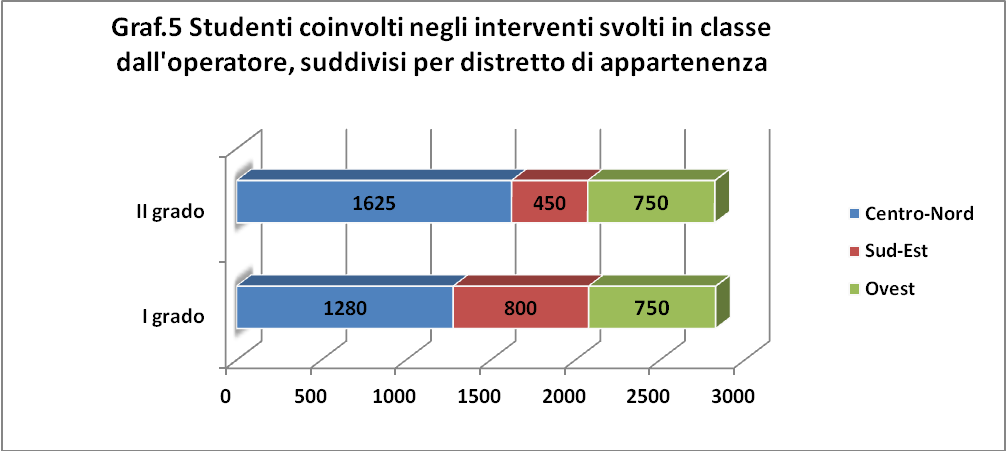 Graf.5 Studenti coinvolti negli interventi svolti in classe
dall'operatore, suddivisi per distretto di appartenenza
II grado
1625
450
750
I grado
1280
800
750
0
500
1000
1500
2000
2500
3000
Centro-Nord
Sud-Est
Ovest